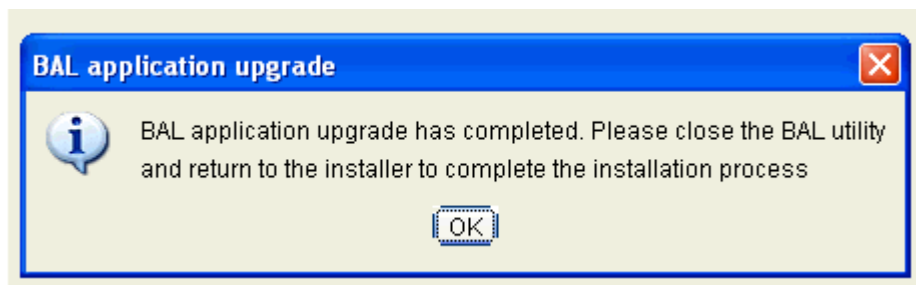 BAL application upgrade
BAL application upgrade has completed. Please close the BAL utility
and return to the installer to complete the installation process
OK